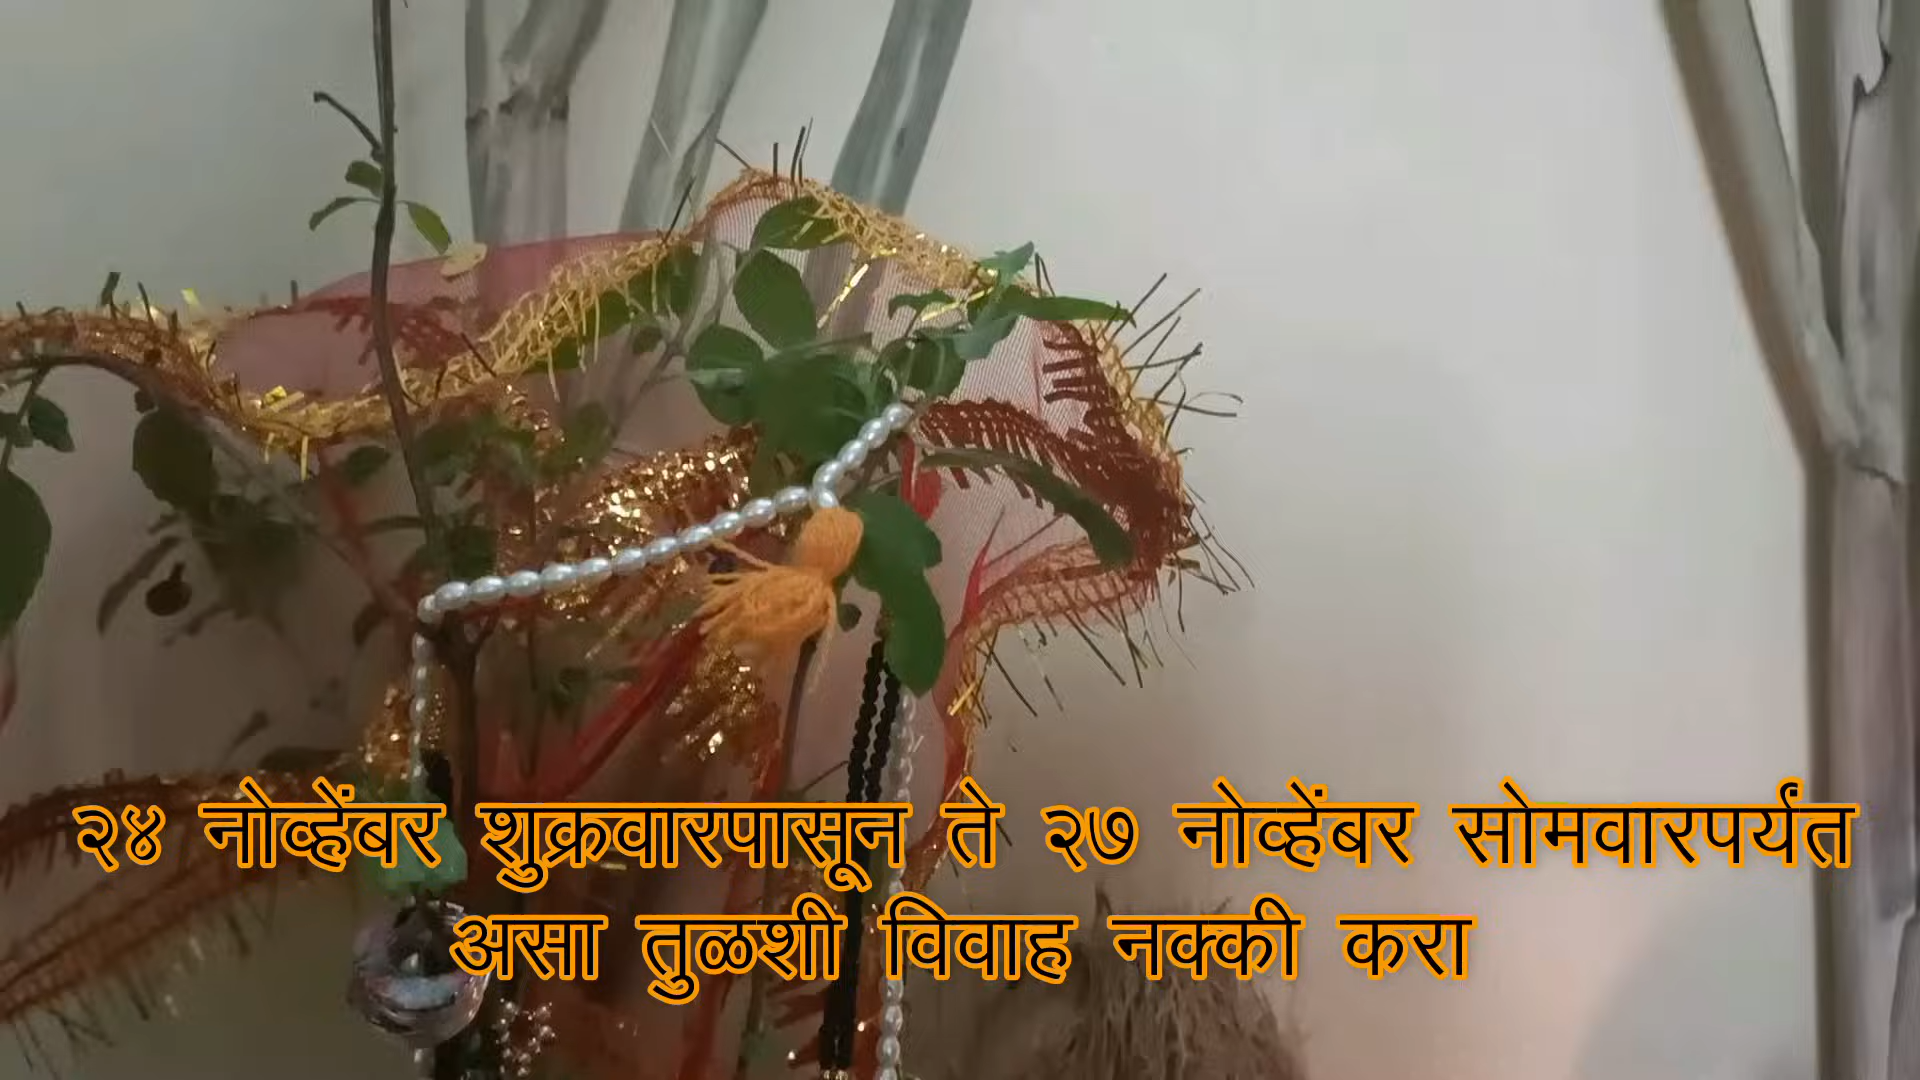 २४ नोव्हेंबर शुक्रवारपासून ते २७ नोव्हेंबर सोमवारपर्यंत
असा तुळशी विवाह नक्की करा